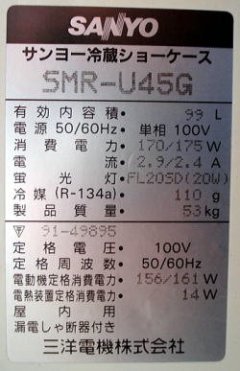 SANYO
サンヨー冷蔵ショーケース
SMR-U45G
有効内容積・ 99 L
電源 50/60Hz・ 単相 100V
消費電力・ 170/175 W
電流・ 2.9/2.4 A
蛍光灯・ FL20SD(20W)
冷媒(R-134a) 110 g
製品質量・ 53 kg
▽ 91-49895
定格電圧・ 100V
定格周波数・ 50/60Hz
電動機定格消費電力・ 156/161 W
電熱装置定格消費電力・ 14 W
屋内用
漏電しゃ断器付き
三洋電機株式会社